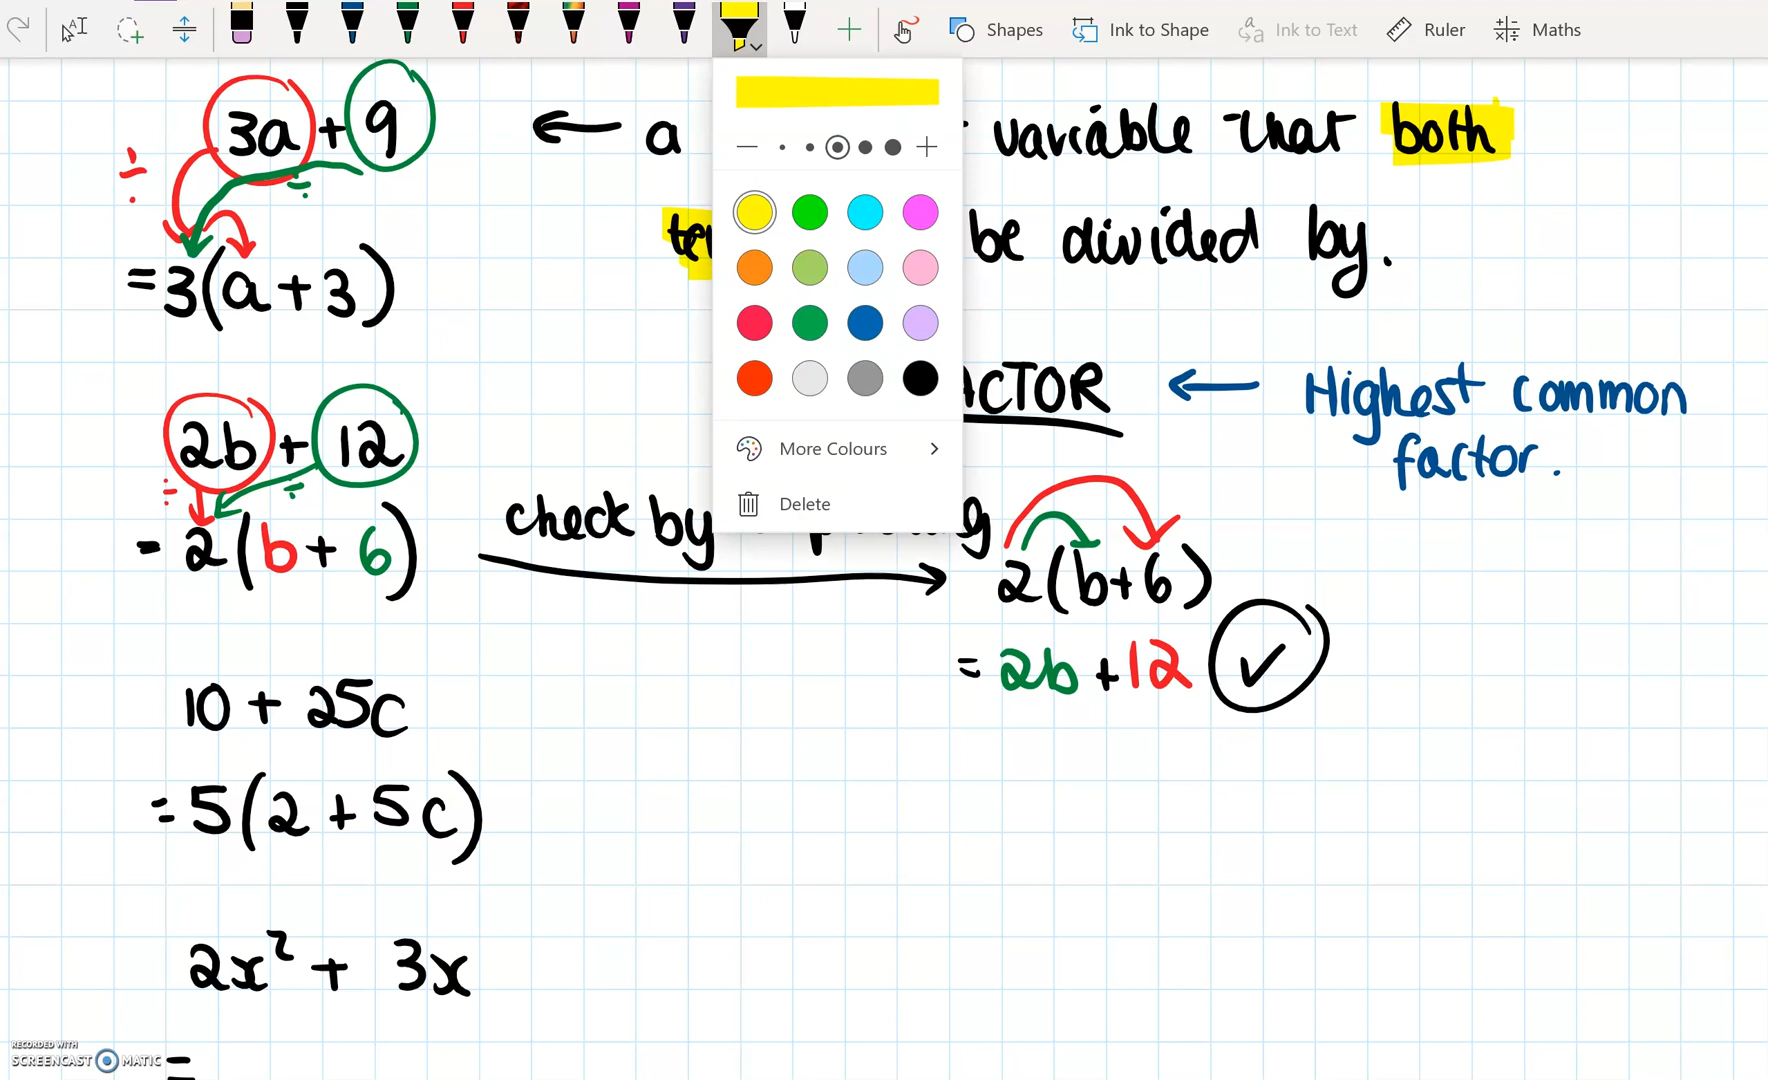 Shapes Ink to Shape Ink to Text Ruler Maths
3a + 9 ← a variable that both
÷ ÷
be divided by.
= 3(a + 3)
ACTOR ← Highest common
factor.
2b + 12
÷ ÷
More Colours
Delete
check by
= 2(b + 6)
2(b+6)
= 2b + 12 ✓
10 + 25c
= 5(2 + 5c)
2x² + 3x
=
RECORDED WITH
SCREENCAST MATIC